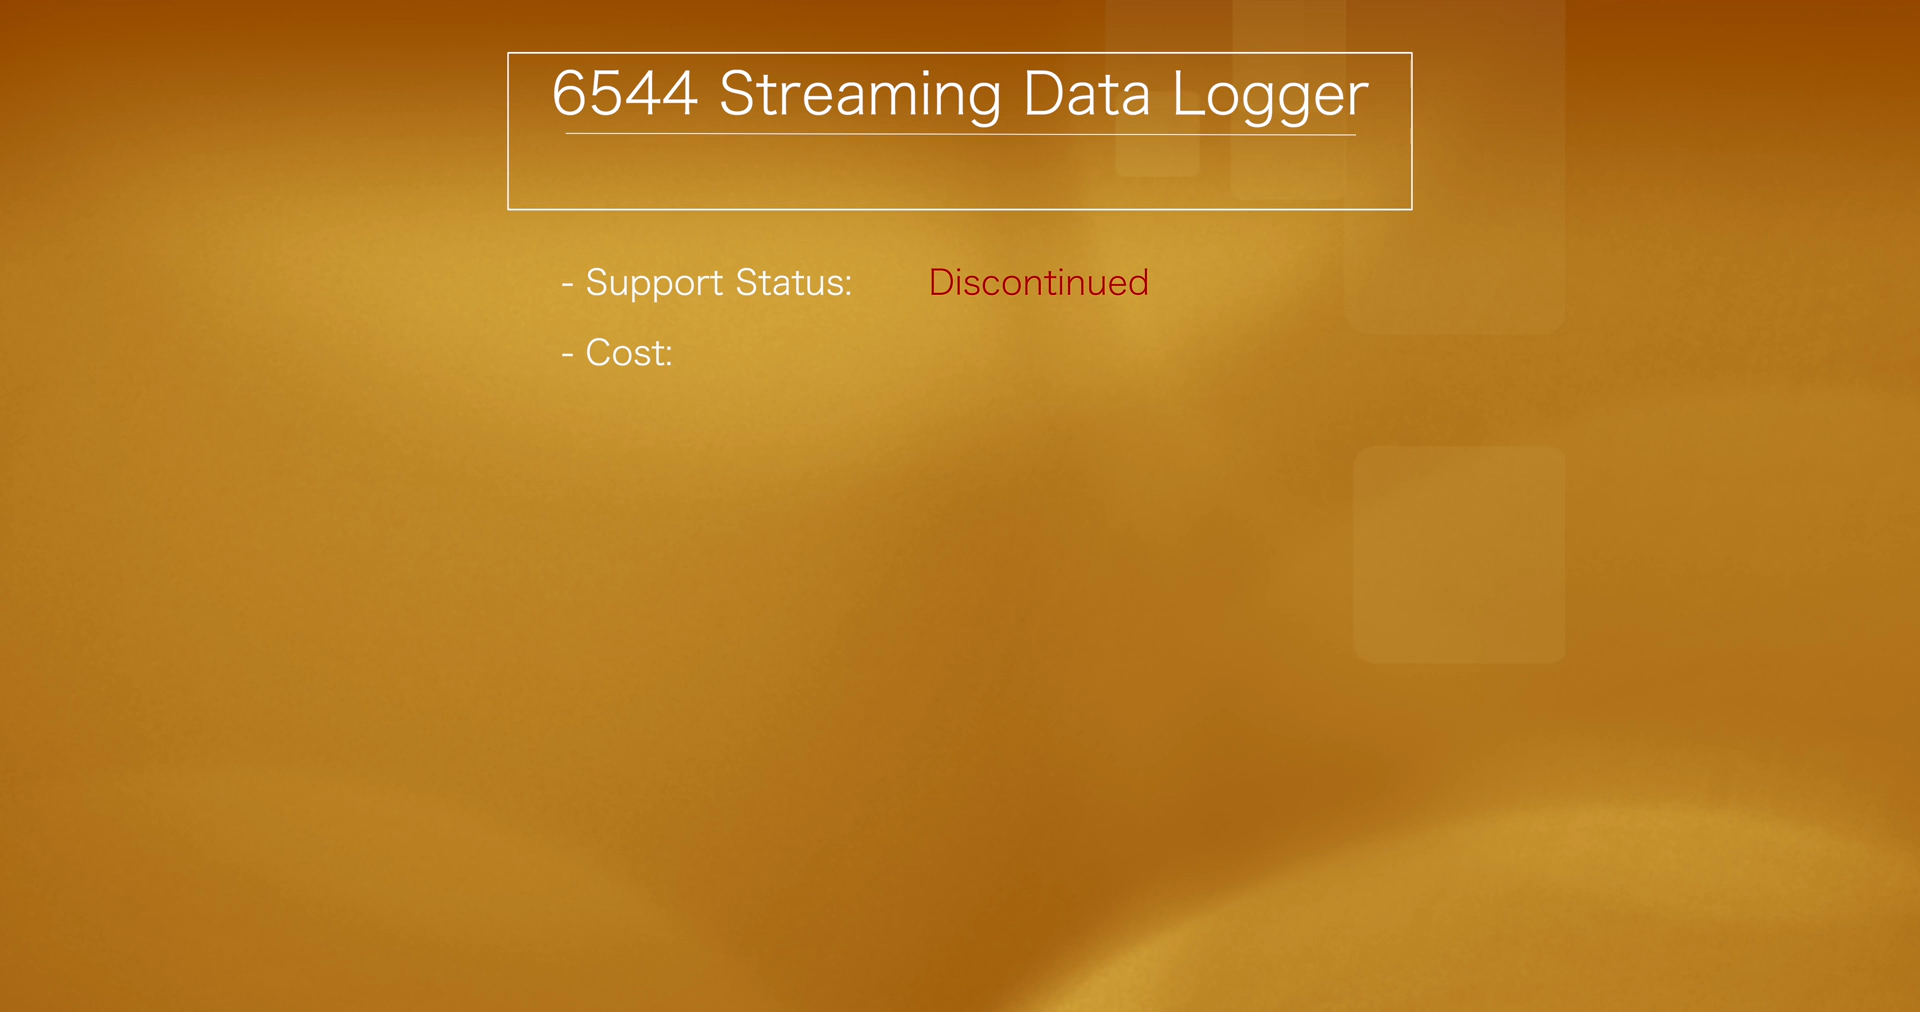 6544 Streaming Data Logger
- Support Status: Discontinued
- Cost: